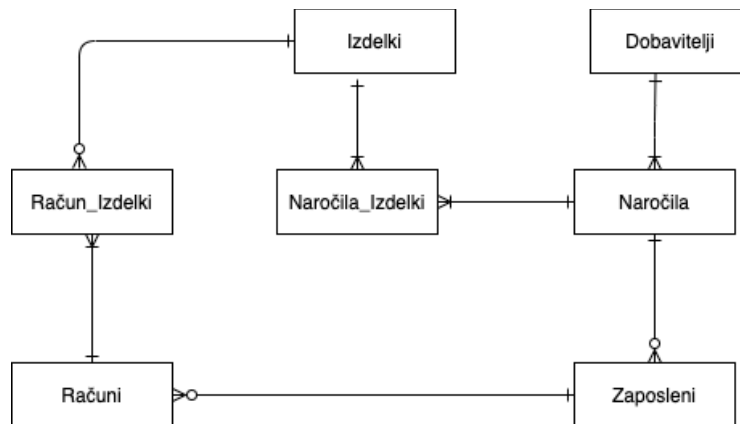 Izdelki
Dobavitelji
Račun_Izdelki
Naročila_Izdelki
Naročila
Računi
Zaposleni